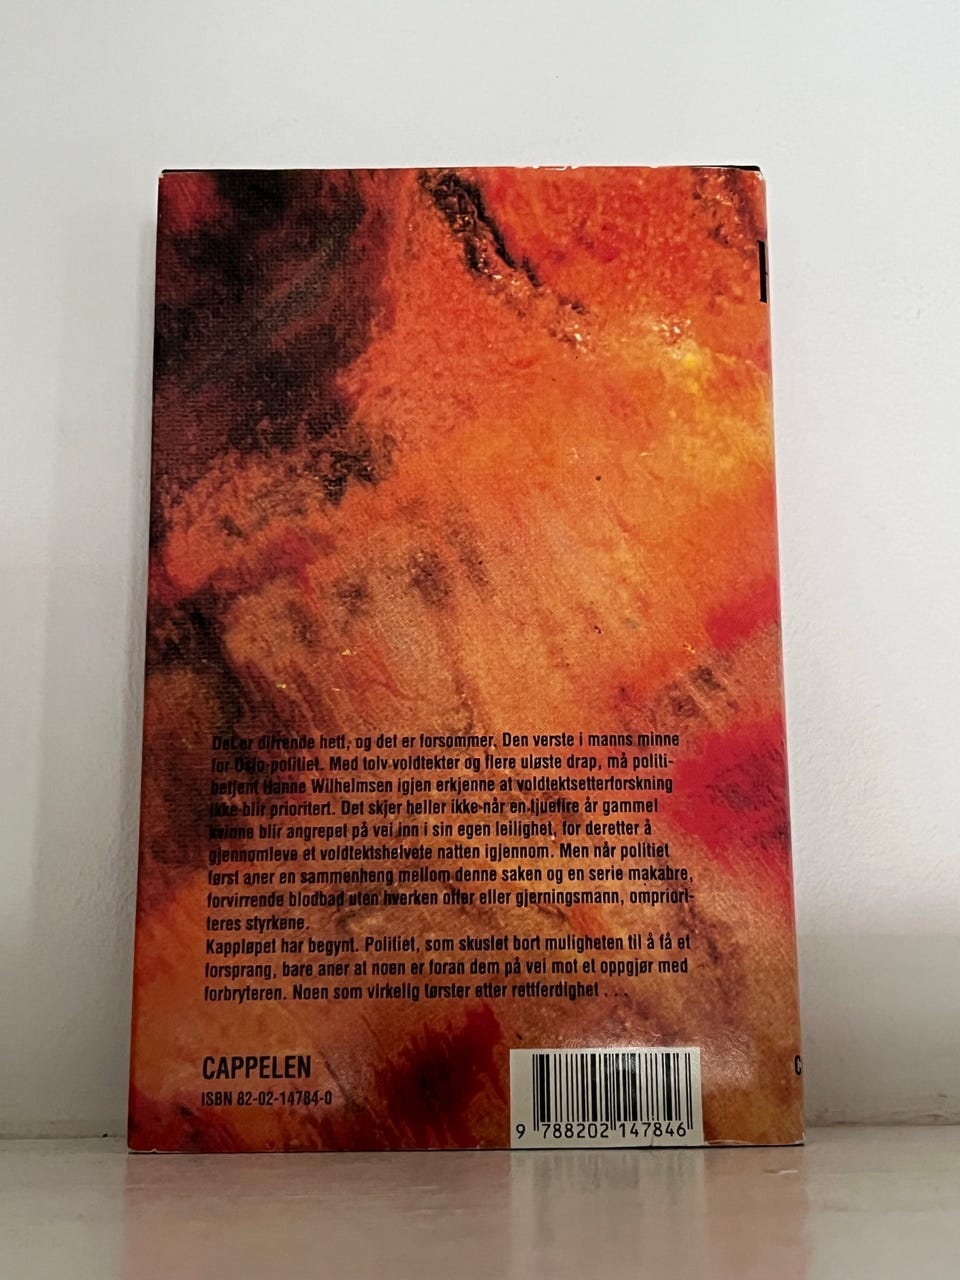 Det er dirrende hett, og det er forsommer. Den verste i manns minne
for Oslo-politiet. Med tolv voldtekter og flere uløste drap, må politi-
betjent Hanne Wilhelmsen igjen erkjenne at voldtektsetterforskning
ikke blir prioritert. Det skjer heller ikke når en tjuefire år gammel
kvinne blir angrepet på vei inn i sin egen leilighet, for deretter å
gjennomleve et voldtektshelvete natten igjennom. Men når politiet
først aner en sammenheng mellom denne saken og en serie makabre,
forvirrende blodbad uten hverken offer eller gjerningsmann, ompriori-
teres styrkene.
Kappløpet har begynt. Politiet, som skuslet bort muligheten til å få et
forsprang, bare aner at noen er foran dem på vei mot et oppgjør med
forbryteren. Noen som virkelig tørster etter rettferdighet . . .
CAPPELEN
ISBN 82-02-14784-0
9 788202 147846